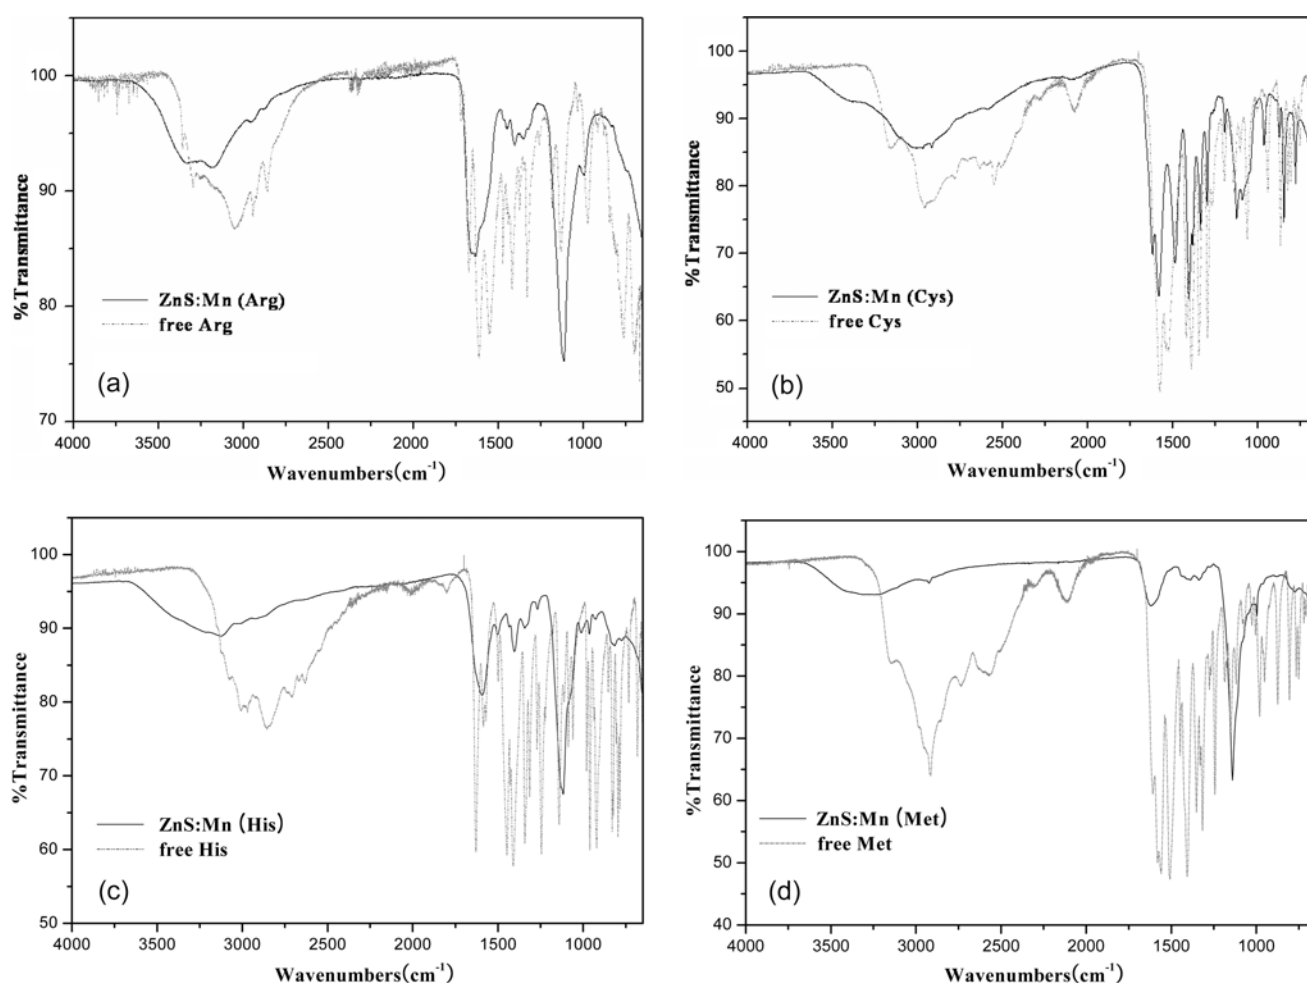 100
90
80
70
%Transmittance
ZnS:Mn (Arg)
free Arg
(a)
4000 3500 3000 2500 2000 1500 1000
Wavenumbers(cm-1)
100
90
80
70
60
50
%Transmittance
ZnS:Mn (Cys)
free Cys
(b)
4000 3500 3000 2500 2000 1500 1000
Wavenumbers(cm-1)
100
90
80
70
60
50
%Transmittance
ZnS:Mn (His)
free His
(c)
4000 3500 3000 2500 2000 1500 1000
Wavenumbers(cm-1)
100
90
80
70
60
50
40
%Transmittance
ZnS:Mn (Met)
free Met
(d)
4000 3500 3000 2500 2000 1500 1000
Wavenumbers(cm-1)